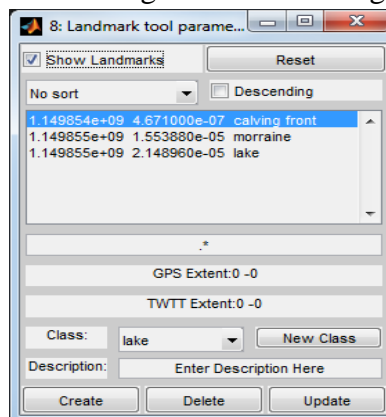 8: Landmark tool parame...
Show Landmarks Reset
No sort Descending
1.149854e+09 4.671000e-07 calving front
1.149855e+09 1.553880e-05 morraine
1.149855e+09 2.148960e-05 lake
.*
GPS Extent:0 -0
TWTT Extent:0 -0
Class: lake New Class
Description: Enter Description Here
Create Delete Update